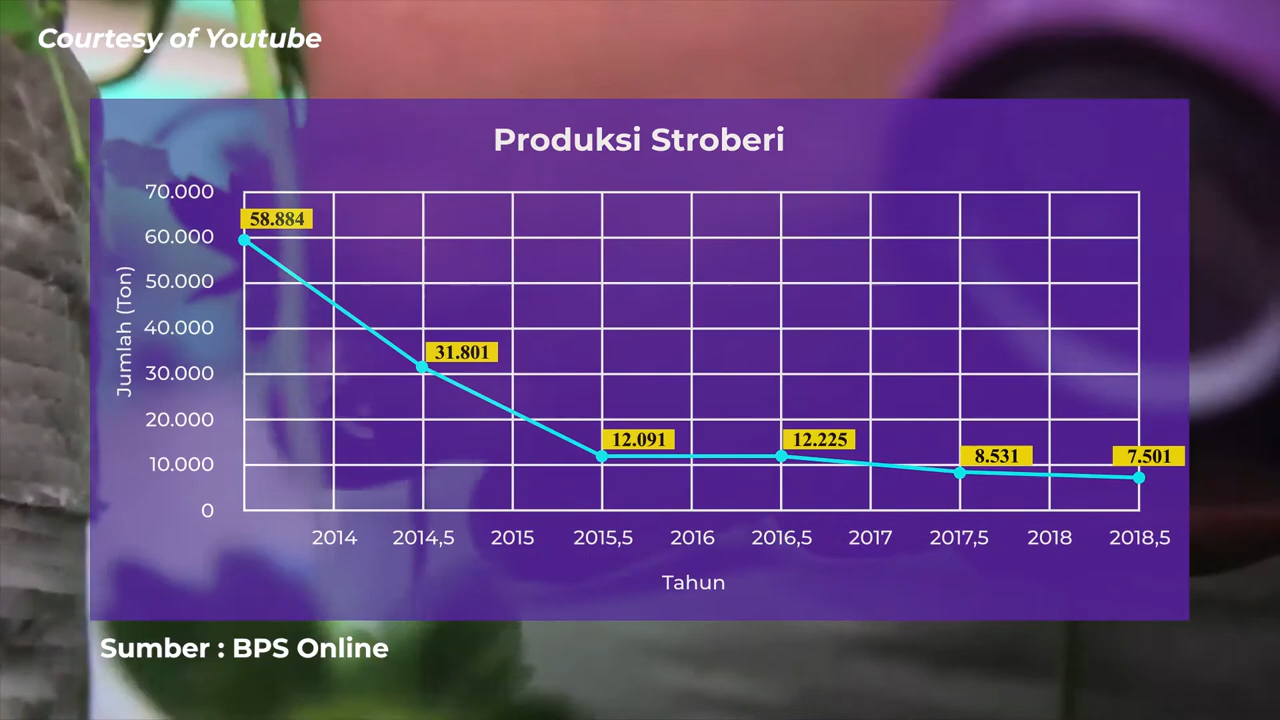 Courtesy of Youtube
Produksi Stroberi
70.000
60.000
50.000
40.000
30.000
20.000
10.000
0
Jumlah (Ton)
58.884
31.801
12.091
12.225
8.531
7.501
2014 2014,5 2015 2015,5 2016 2016,5 2017 2017,5 2018 2018,5
Tahun
Sumber : BPS Online